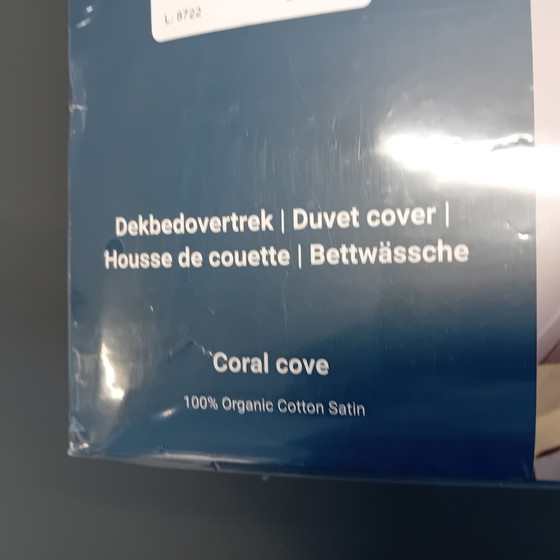 L: 8722
Dekbedovertrek | Duvet cover |
Housse de couette | Bettwässche
Coral cove
100% Organic Cotton Satin